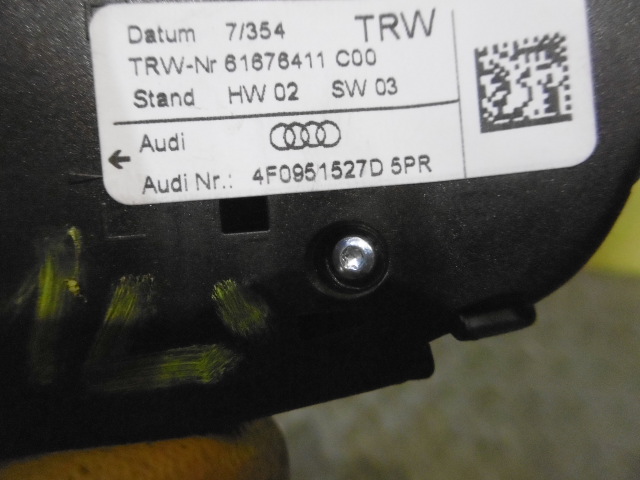 Datum 7/354 TRW
TRW-Nr 61676411 C00
Stand HW 02 SW 03
Audi
Audi Nr.: 4F0951527D 5PR